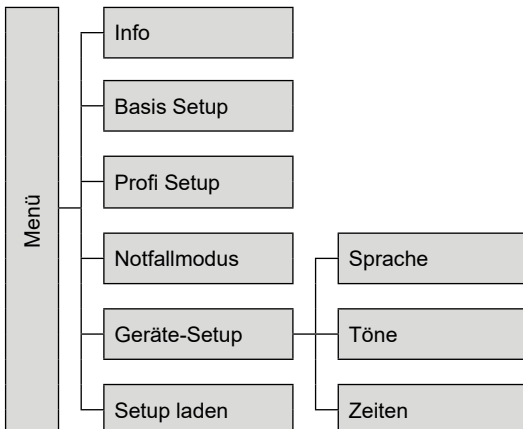 Menü
Info
Basis Setup
Profi Setup
Notfallmodus
Geräte-Setup
Setup laden
Sprache
Töne
Zeiten